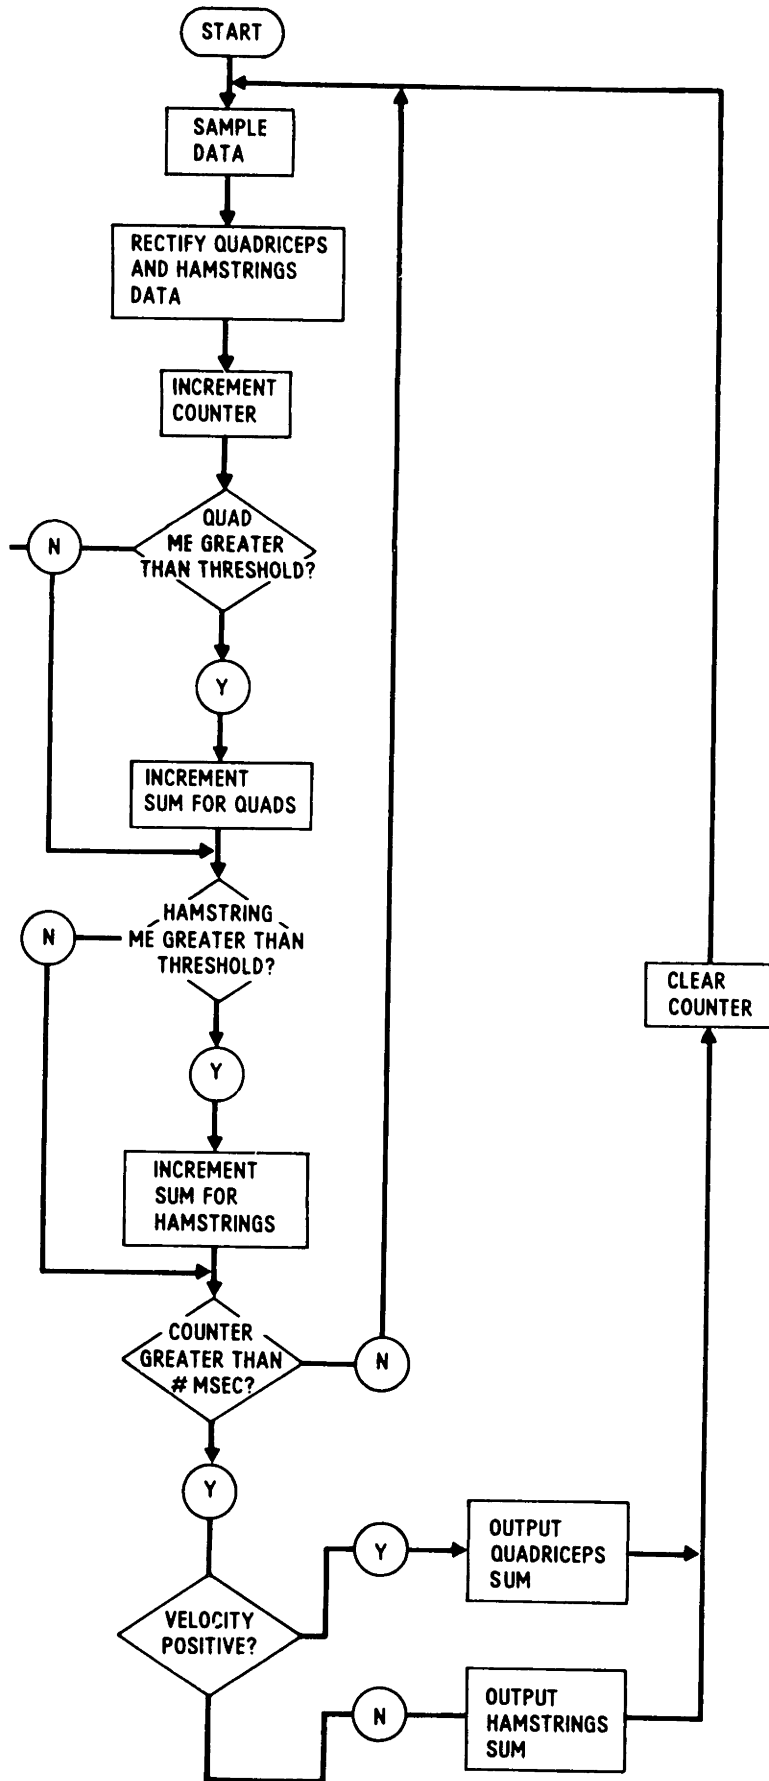 START
SAMPLE
DATA
RECTIFY QUADRICEPS
AND HAMSTRINGS
DATA
INCREMENT
COUNTER
QUAD
ME GREATER
THAN THRESHOLD?
N
Y
INCREMENT
SUM FOR QUADS
HAMSTRING
ME GREATER THAN
THRESHOLD?
N
Y
INCREMENT
SUM FOR
HAMSTRINGS
COUNTER
GREATER THAN
# MSEC?
N
Y
VELOCITY
POSITIVE?
Y
OUTPUT
QUADRICEPS
SUM
N
OUTPUT
HAMSTRINGS
SUM
CLEAR
COUNTER